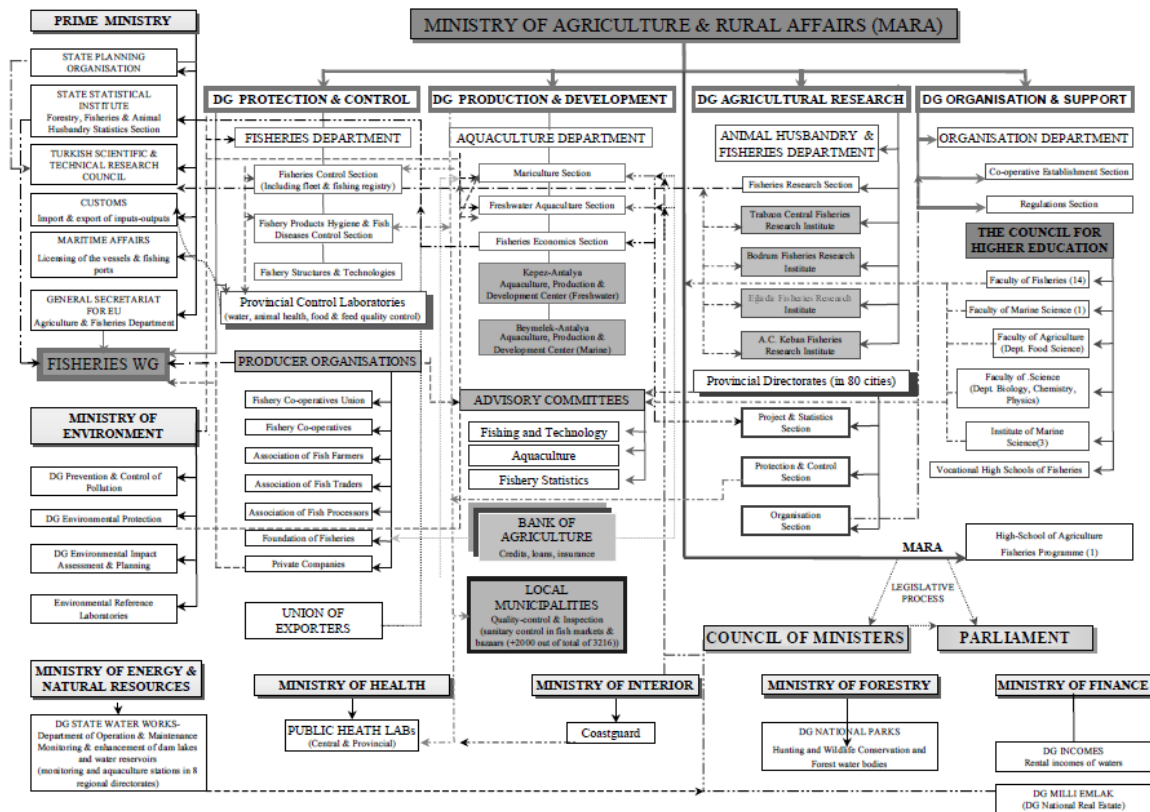 PRIME MINISTRY
STATE PLANNING
ORGANISATION
STATE STATISTICAL
INSTITUTE
Forestry, Fisheries & Animal
Husbandry Statistics Section
TURKISH SCIENTIFIC &
TECHNICAL RESEARCH
COUNCIL
CUSTOMS
Import & export of inputs-outputs
MARITIME AFFAIRS
Licensing of the vessels & fishing
ports
GENERAL SECRETARIAT
FOR EU
Agriculture & Fisheries Department
FISHERIES WG
MINISTRY OF
ENVIRONMENT
DG Prevention & Control of
Pollution
DG Environmental Protection
DG Environmental Impact
Assessment & Planning
Environmental Reference
Laboratories
MINISTRY OF AGRICULTURE & RURAL AFFAIRS (MARA)
DG PROTECTION & CONTROL
FISHERIES DEPARTMENT
Fisheries Control Section
(Including fleet & fishing registry)
Fishery Products Hygiene & Fish
Diseases Control Section
Fishery Structures & Technologies
Provincial Control Laboratories
(water, animal health, food & feed quality control)
PRODUCER ORGANISATIONS
Fishery Co-operatives Union
Fishery Co-operatives
Association of Fish Farmers
Association of Fish Traders
Association of Fish Processors
Foundation of Fisheries
Private Companies
UNION OF
EXPORTERS
DG PRODUCTION & DEVELOPMENT
AQUACULTURE DEPARTMENT
Mariculture Section
Freshwater Aquaculture Section
Fisheries Economics Section
Kepez-Antalya
Aquaculture, Production &
Development Center (Freshwater)
Beymelek-Antalya
Aquaculture, Production &
Development Center (Marine)
ADVISORY COMMITTEES
Fishing and Technology
Aquaculture
Fishery Statistics
BANK OF
AGRICULTURE
Credits, loans, insurance
LOCAL
MUNICIPALITIES
Quality-control & Inspection
(sanitary control in fish markets &
bazaars (+2000 out of total of 3216))
DG AGRICULTURAL RESEARCH
ANIMAL HUSBANDRY &
FISHERIES DEPARTMENT
Fisheries Research Section
Trabzon Central Fisheries
Research Institute
Bodrum Fisheries Research
Institute
Fisheries Research
Institute
A.C. Keban Fisheries
Research Institute
Provincial Directorates (in 80 cities)
Project & Statistics
Section
Protection & Control
Section
Organisation
Section
DG ORGANISATION & SUPPORT
ORGANISATION DEPARTMENT
Co-operative Establishment Section
Regulations Section
THE COUNCIL FOR
HIGHER EDUCATION
Faculty of Fisheries (14)
Faculty of Marine Science (1)
Faculty of Agriculture
(Dept. Food Science)
Faculty of .Science
(Dept. Biology, Chemistry,
Physics)
Institute of Marine
Science(3)
Vocational High Schools of Fisheries
MARA
High-School of Agriculture
Fisheries Programme (1)
LEGISLATIVE
PROCESS
COUNCIL OF MINISTERS
PARLIAMENT
MINISTRY OF ENERGY &
NATURAL RESOURCES
DG STATE WATER WORKS-
Department of Operation & Maintenance
Monitoring & enhancement of dam lakes
and water reservoirs
(monitoring and aquaculture stations in 8
regional directorates)
MINISTRY OF HEALTH
PUBLIC HEATH LABs
(Central & Provincial)
MINISTRY OF INTERIOR
Coastguard
MINISTRY OF FORESTRY
DG NATIONAL PARKS
Hunting and Wildlife Conservation and
Forest water bodies
MINISTRY OF FINANCE
DG INCOMES
Rental incomes of waters
DG MILLI EMLAK
(DG National Real Estate)